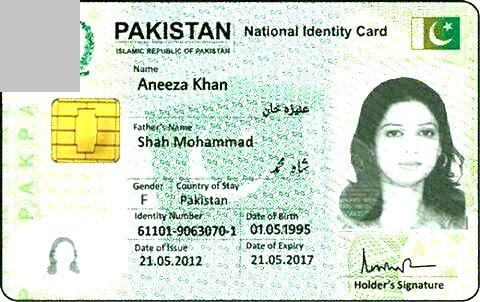 PAKISTAN National Identity Card
ISLAMIC REPUBLIC OF PAKISTAN
Name
Aneeza Khan
عنیزہ خان
Father's Name
Shah Mohammad
شاہ محمد
Gender Country of Stay
F Pakistan
Identity Number Date of Birth
61101-9063070-1 01.05.1995
Date of Issue Date of Expiry
21.05.2012 21.05.2017
Holder's Signature